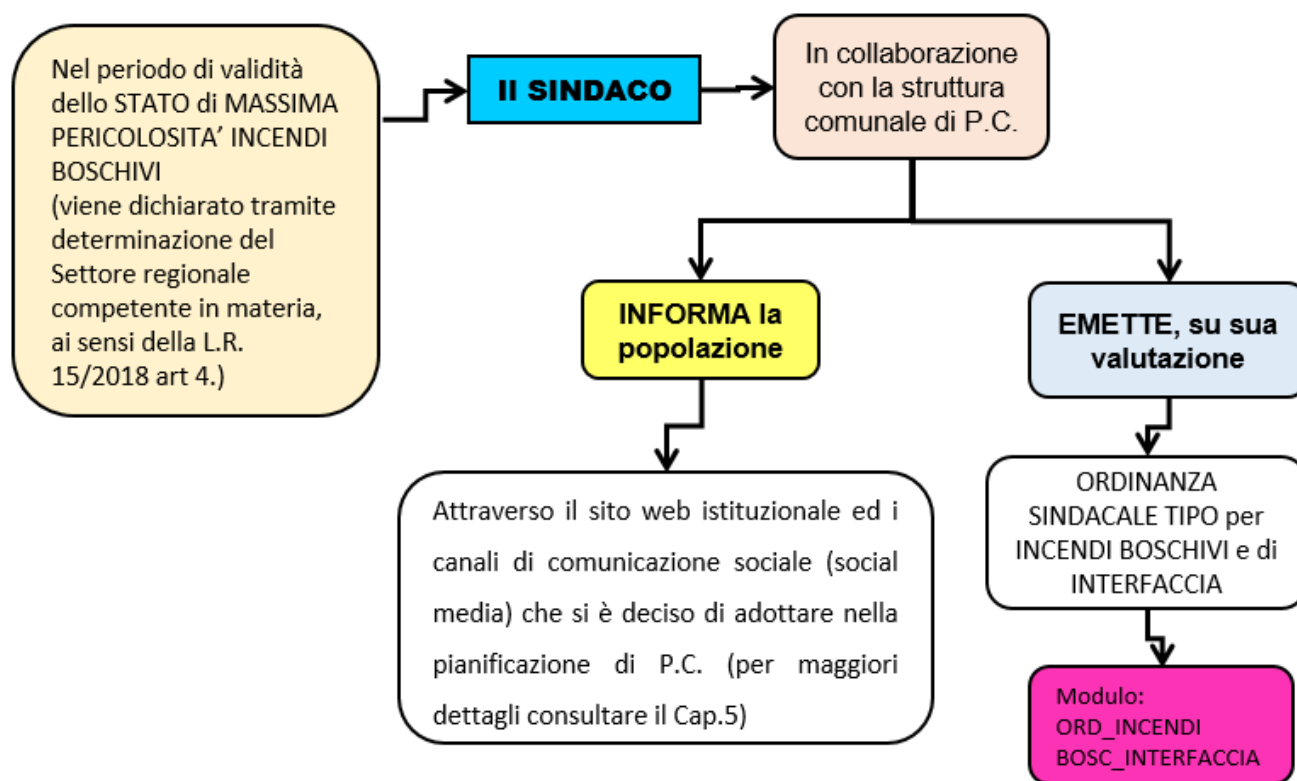 Nel periodo di validità
dello STATO di MASSIMA
PERICOLOSITA’ INCENDI
BOSCHIVI
(viene dichiarato tramite
determinazione del
Settore regionale
competente in materia,
ai sensi della L.R.
15/2018 art 4.)
Il SINDACO
In collaborazione
con la struttura
comunale di P.C.
INFORMA la
popolazione
Attraverso il sito web istituzionale ed i
canali di comunicazione sociale (social
media) che si è deciso di adottare nella
pianificazione di P.C. (per maggiori
dettagli consultare il Cap.5)
EMETTE, su sua
valutazione
ORDINANZA
SINDACALE TIPO per
INCENDI BOSCHIVI e di
INTERFACCIA
Modulo:
ORD_INCENDI
BOSC_INTERFACCIA